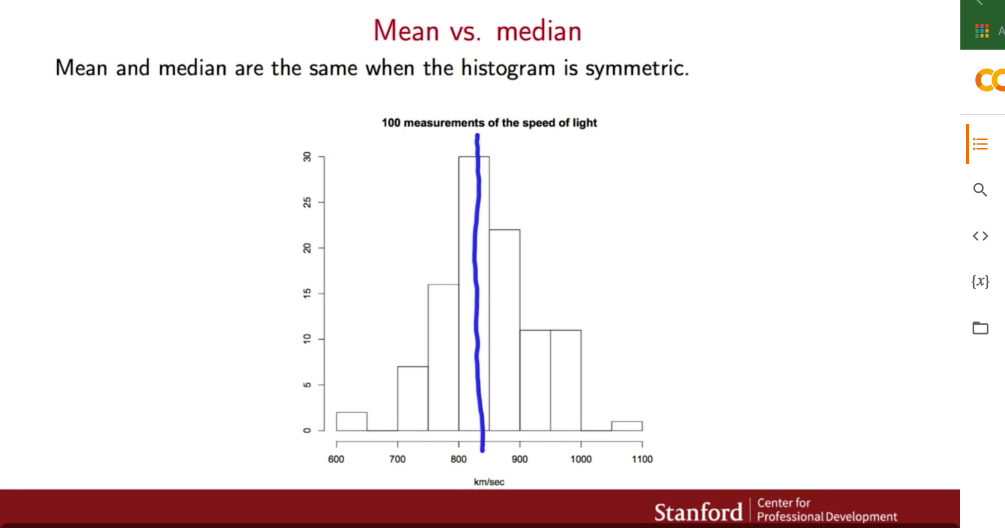 Mean vs. median
Mean and median are the same when the histogram is symmetric.
100 measurements of the speed of light
30
25
20
15
10
5
0
600 700 800 900 1000 1100
km/sec
Stanford
Center for
Professional Development
A
{x}